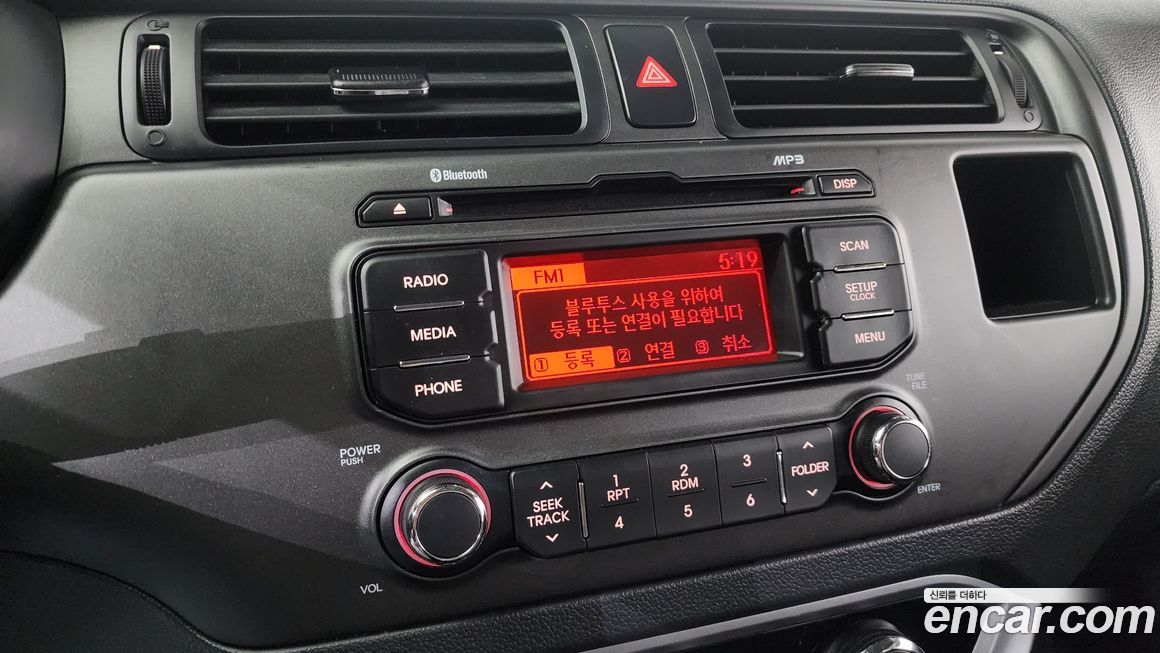 Bluetooth
MP3
DISP
RADIO
MEDIA
PHONE
FM1 5:19
블루투스 사용을 위하여
등록 또는 연결이 필요합니다
① 등록 ② 연결 ③ 취소
SCAN
SETUP
CLOCK
MENU
TUNE
FILE
POWER
PUSH
VOL
SEEK
TRACK
1
RPT
4
2
RDM
5
3
6
FOLDER
ENTER
신뢰를 더하다
encar.com